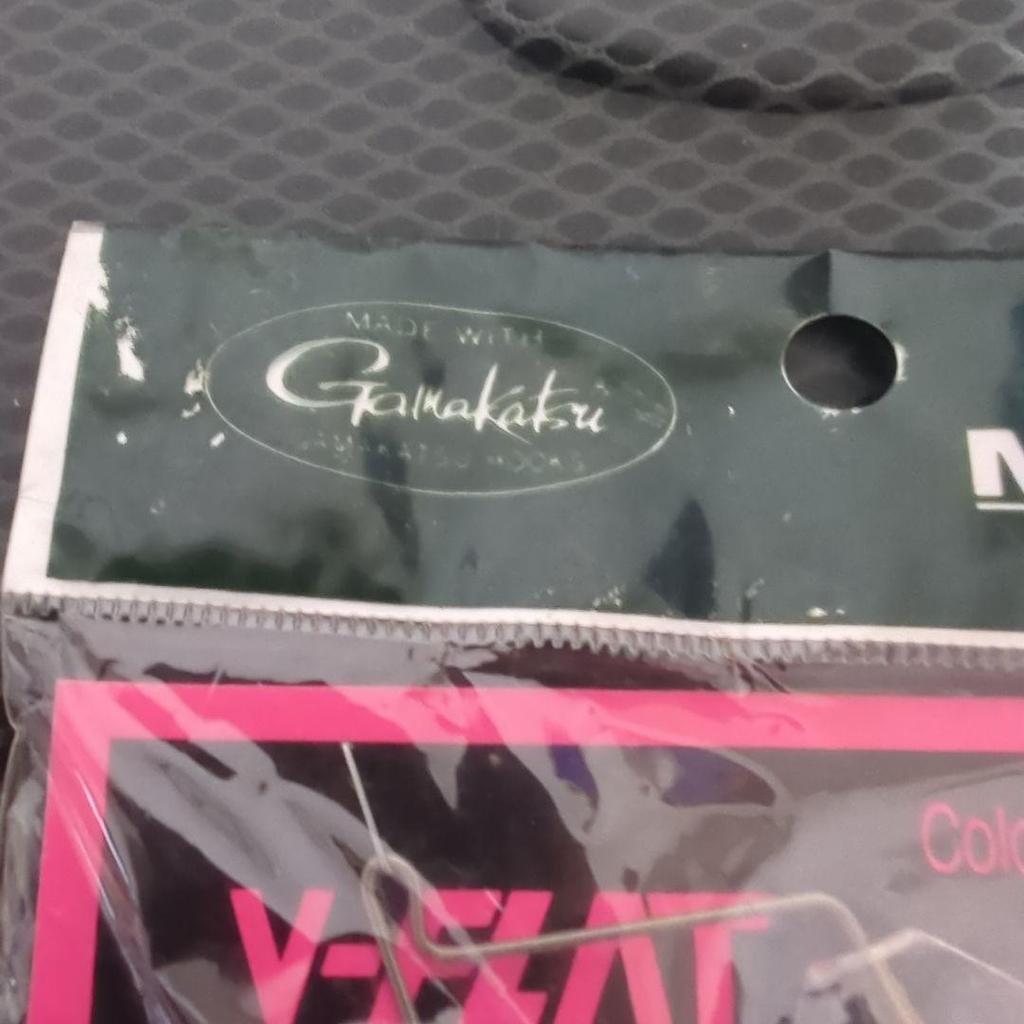 MADE WITH
Gamakatsu
GAMAKATSU HOOKS
M
Colo
V-FLAT